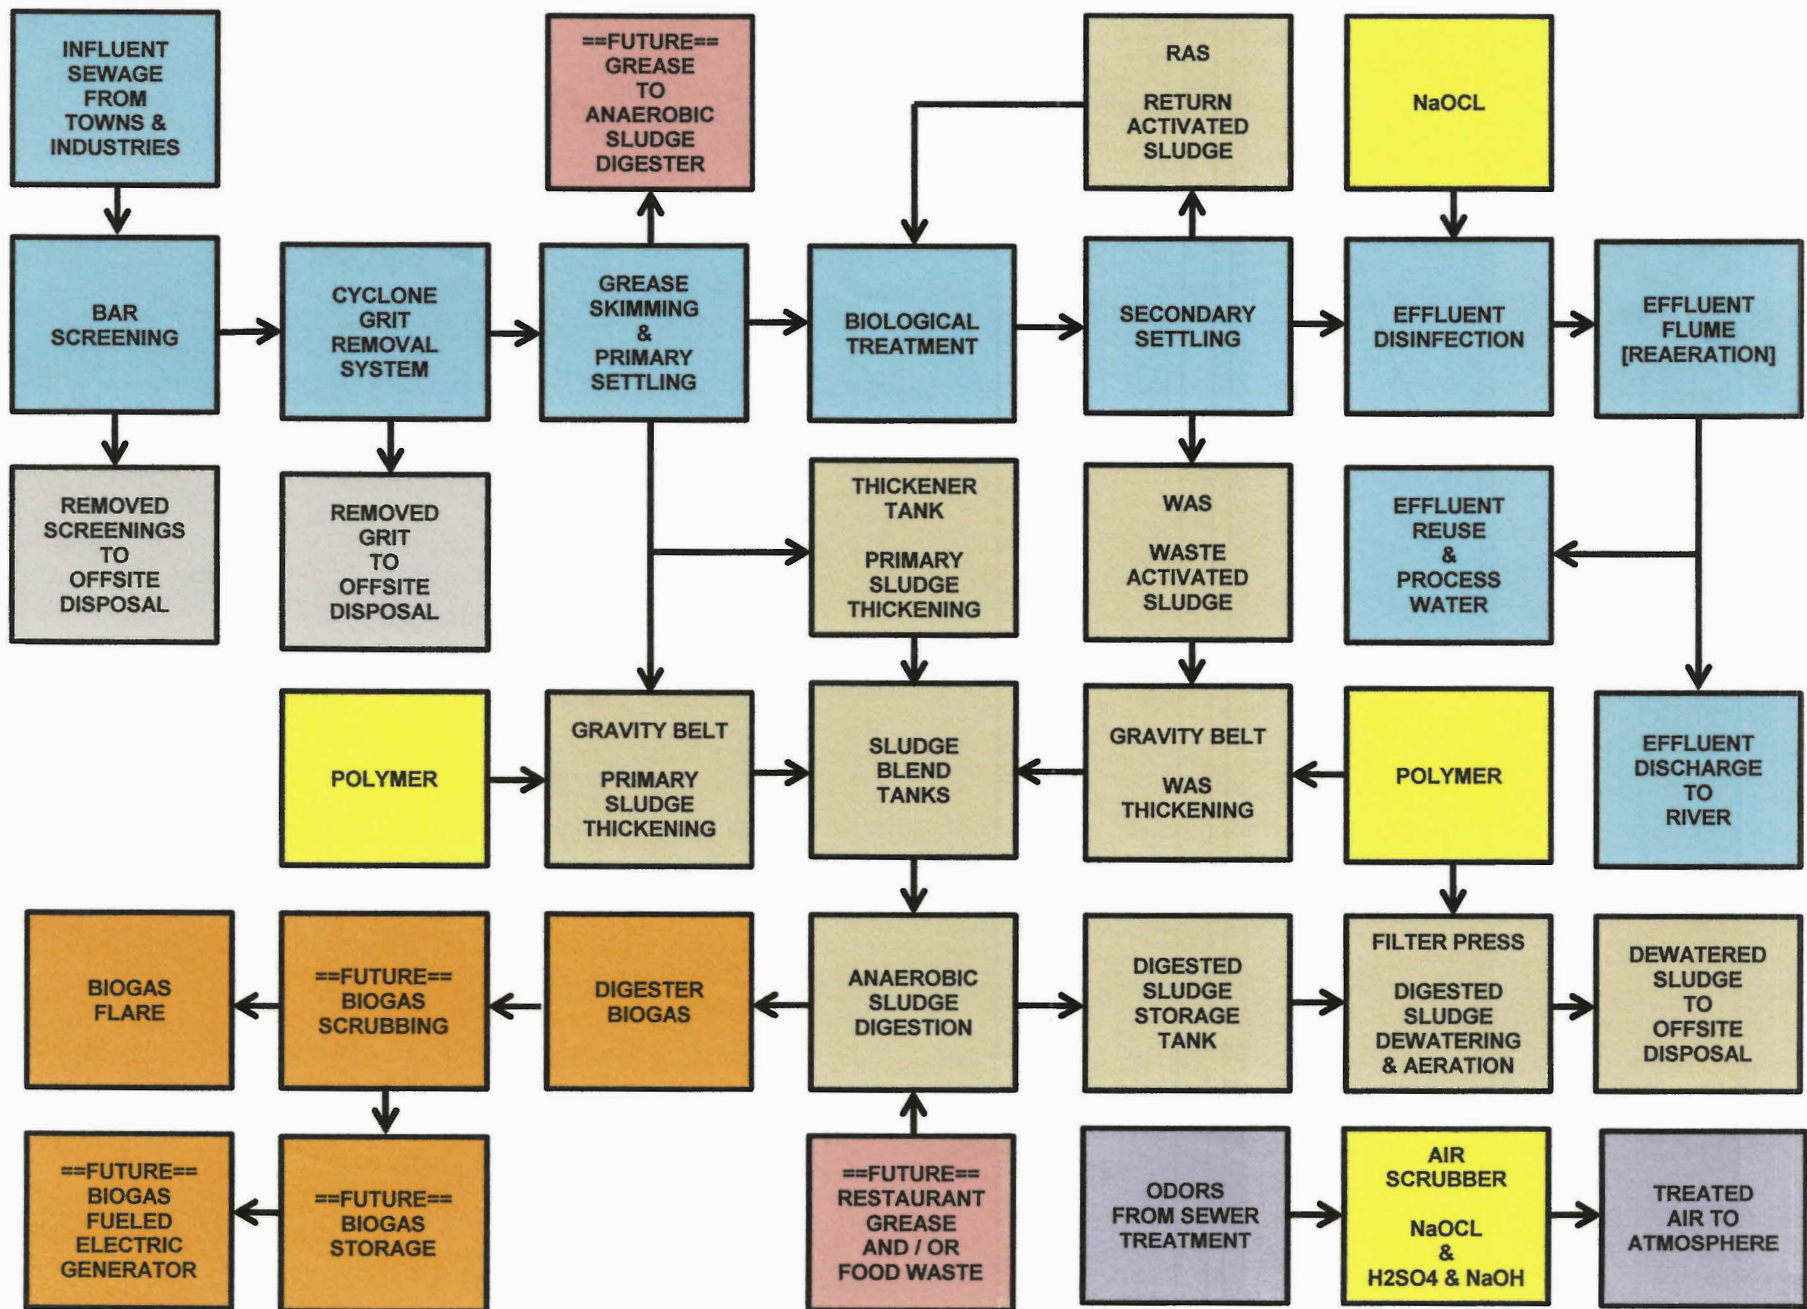 INFLUENT
SEWAGE
FROM
TOWNS &
INDUSTRIES
==FUTURE==
GREASE
TO
ANAEROBIC
SLUDGE
DIGESTER
RAS
RETURN
ACTIVATED
SLUDGE
NaOCL
BAR
SCREENING
CYCLONE
GRIT
REMOVAL
SYSTEM
GREASE
SKIMMING
&
PRIMARY
SETTLING
BIOLOGICAL
TREATMENT
SECONDARY
SETTLING
EFFLUENT
DISINFECTION
EFFLUENT
FLUME
[REAERATION]
REMOVED
SCREENINGS
TO
OFFSITE
DISPOSAL
REMOVED
GRIT
TO
OFFSITE
DISPOSAL
THICKENER
TANK
PRIMARY
SLUDGE
THICKENING
WAS
WASTE
ACTIVATED
SLUDGE
EFFLUENT
REUSE
&
PROCESS
WATER
POLYMER
GRAVITY BELT
PRIMARY
SLUDGE
THICKENING
SLUDGE
BLEND
TANKS
GRAVITY BELT
WAS
THICKENING
POLYMER
EFFLUENT
DISCHARGE
TO
RIVER
BIOGAS
FLARE
==FUTURE==
BIOGAS
SCRUBBING
DIGESTER
BIOGAS
ANAEROBIC
SLUDGE
DIGESTION
DIGESTED
SLUDGE
STORAGE
TANK
FILTER PRESS
DIGESTED
SLUDGE
DEWATERING
& AERATION
DEWATERED
SLUDGE
TO
OFFSITE
DISPOSAL
==FUTURE==
BIOGAS
FUELED
ELECTRIC
GENERATOR
==FUTURE==
BIOGAS
STORAGE
==FUTURE==
RESTAURANT
GREASE
AND / OR
FOOD WASTE
ODORS
FROM SEWER
TREATMENT
AIR
SCRUBBER
NaOCL
&
H2SO4 & NaOH
TREATED
AIR TO
ATMOSPHERE